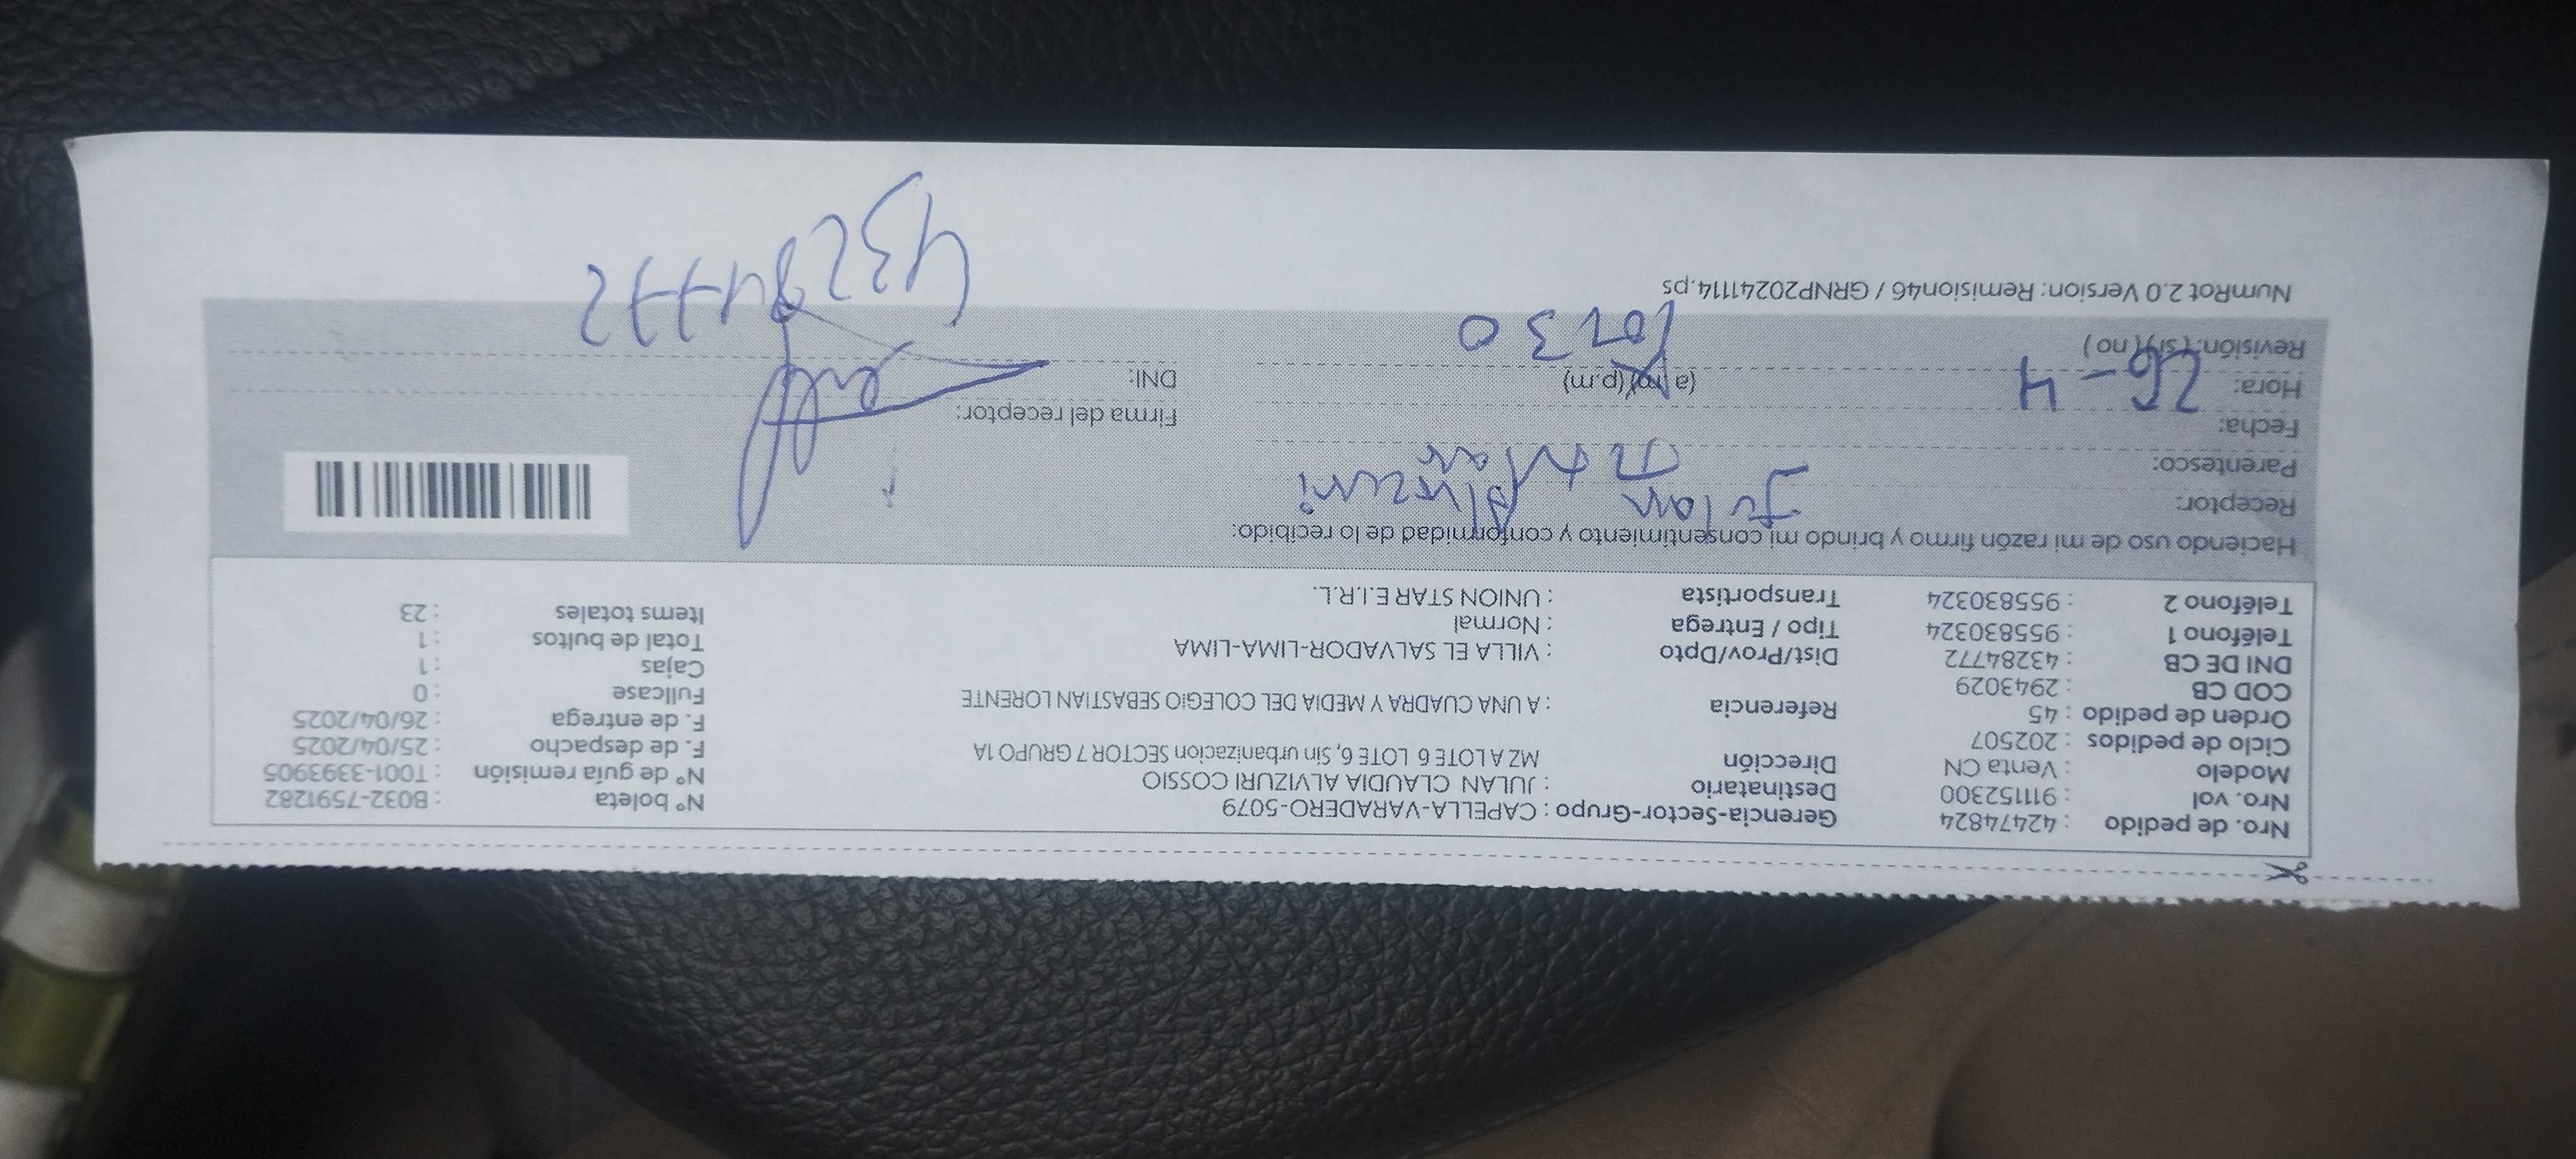 Nro. de pedido : 42474824 Gerencia-Sector-Grupo : CAPELLA-VARADERO-5079 N° boleta : B032-7591282
Nro. vol : 911152300 Destinatario : JULAN CLAUDIA ALVIZURI COSSIO N° de guía remisión : T001-3393905
Modelo : Venta CN Dirección MZ A LOTE 6 LOTE 6, Sin urbanizacion SECTOR 7 GRUPO 1A F. de despacho : 25/04/2025
Ciclo de pedidos : 202507 F. de entrega : 26/04/2025
Orden de pedido : 45 Referencia : A UNA CUADRA Y MEDIA DEL COLEGIO SEBASTIAN LORENTE Fullcase : 0
COD CB : 2943029 Cajas : 1
DNI DE CB : 43284772 Dist/Prov/Dpto : VILLA EL SALVADOR-LIMA-LIMA Total de bultos : 1
Teléfono 1 : 955830324 Tipo / Entrega : Normal Items totales : 23
Teléfono 2 : 955830324 Transportista : UNION STAR E.I.R.L.
Haciendo uso de mi razón firmo y brindo mi consentimiento y conformidad de lo recibido:
Receptor: Julan Alvizuri
Parentesco: Titular
Fecha: 26-4 Firma del receptor:
Hora: (a.m) (p.m) DNI: 43284772
Revisión: ( si ) ( no ) 10:30
NumRot 2.0 Version: Remision46 / GRNP20241114.ps